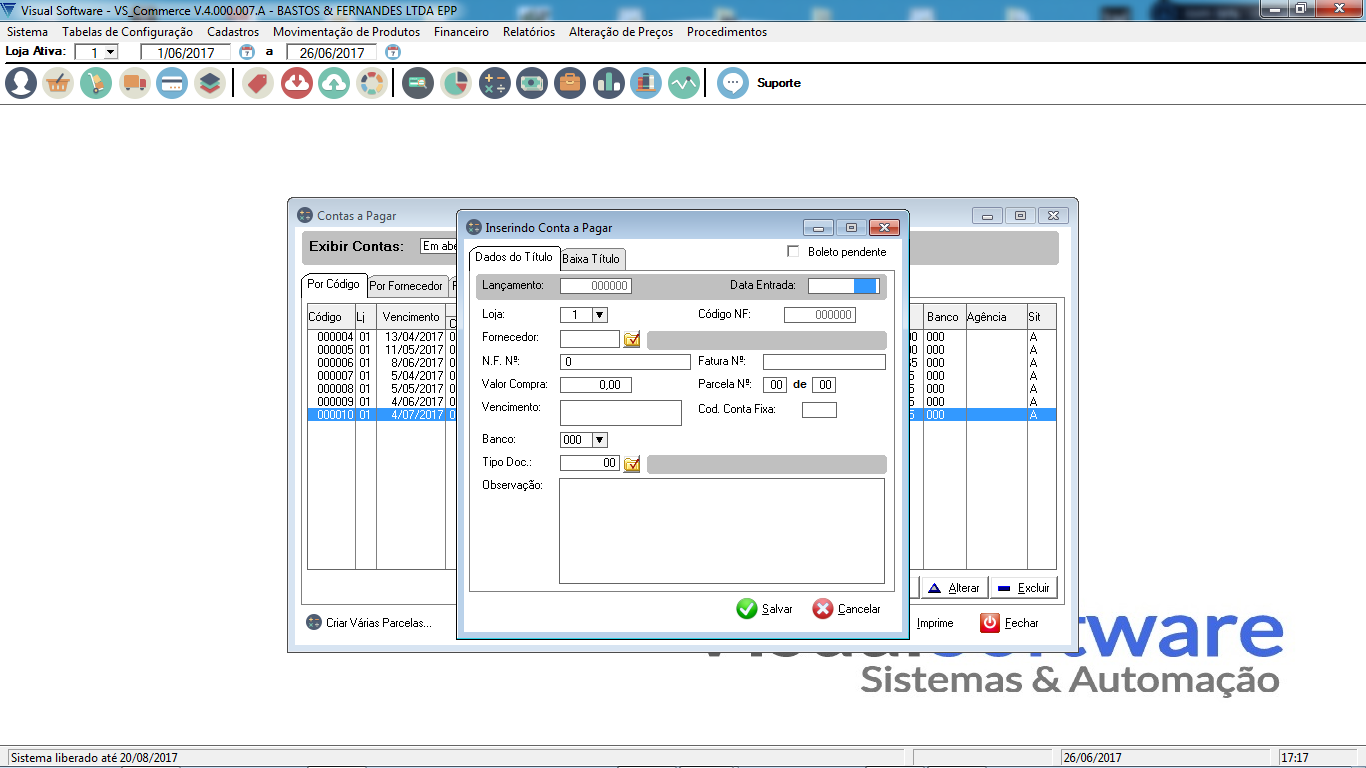 Visual Software - VS_Commerce V.4.000.007.A - BASTOS & FERNANDES LTDA EPP
Sistema Tabelas de Configuração Cadastros Movimentação de Produtos Financeiro Relatórios Alteração de Preços Procedimentos
Loja Ativa: 1 1/06/2017 a 26/06/2017
Suporte
Contas a Pagar
Exibir Contas: Em abe
Por Código Por Fornecedor
Código Lj Vencimento Banco Agência Sit
000004 01 13/04/2017 000 A
000005 01 11/05/2017 000 A
000006 01 8/06/2017 000 A
000007 01 5/04/2017 000 A
000008 01 5/05/2017 000 A
000009 01 4/06/2017 000 A
000010 01 4/07/2017 000 A
Alterar Excluir
Criar Várias Parcelas... Imprime Fechar
Inserindo Conta a Pagar
Dados do Título Baixa Título Boleto pendente
Lançamento: 000000 Data Entrada:
Loja: 1 Código NF: 000000
Fornecedor:
N.F. Nº: 0 Fatura Nº:
Valor Compra: 0,00 Parcela Nº: 00 de 00
Vencimento: Cod. Conta Fixa:
Banco: 000
Tipo Doc.: 00
Observação:
Salvar Cancelar
Sistemas & Automação
Sistema liberado até 20/08/2017 26/06/2017 17:17